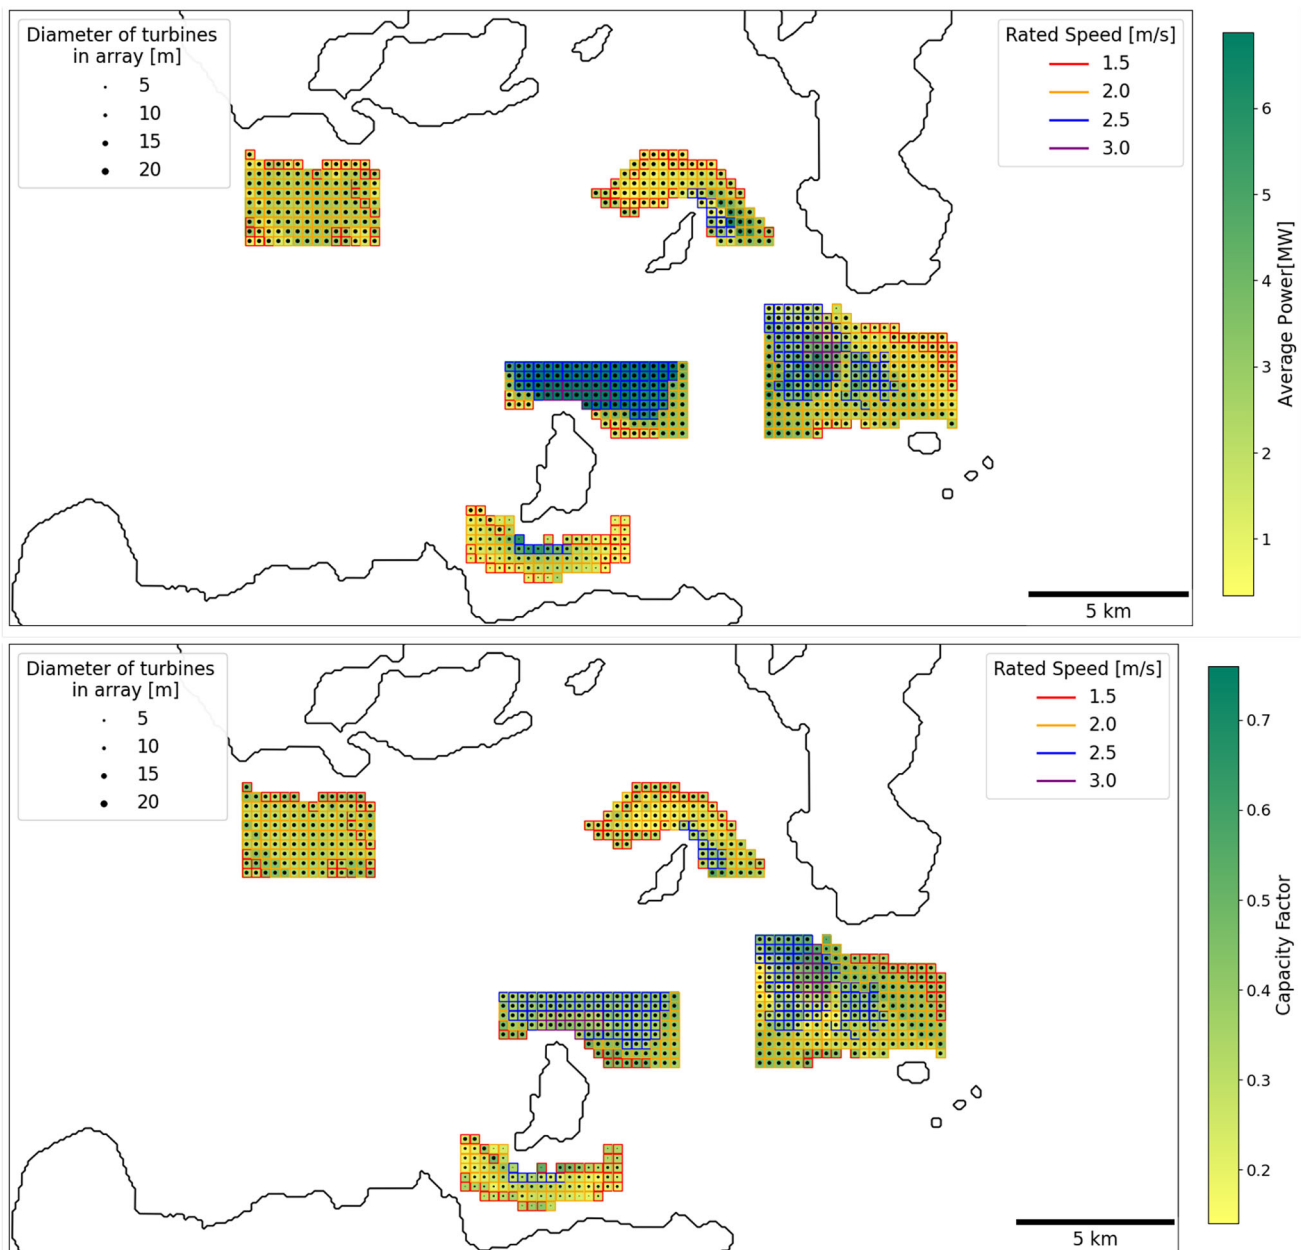 Diameter of turbines
in array [m]
5
10
15
20
Rated Speed [m/s]
1.5
2.0
2.5
3.0
5 km
6
5
4
3
2
1
Average Power[MW]
Diameter of turbines
in array [m]
5
10
15
20
Rated Speed [m/s]
1.5
2.0
2.5
3.0
5 km
0.7
0.6
0.5
0.4
0.3
0.2
Capacity Factor